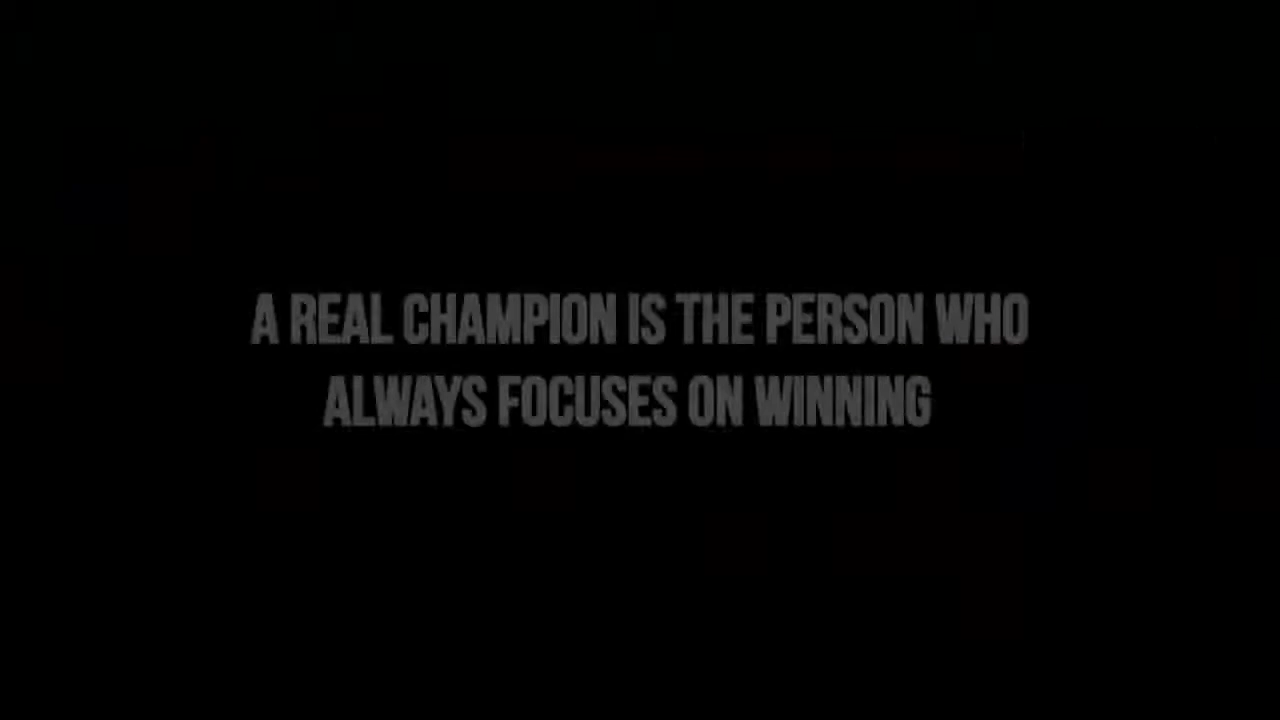 A REAL CHAMPION IS THE PERSON WHO
ALWAYS FOCUSES ON WINNING